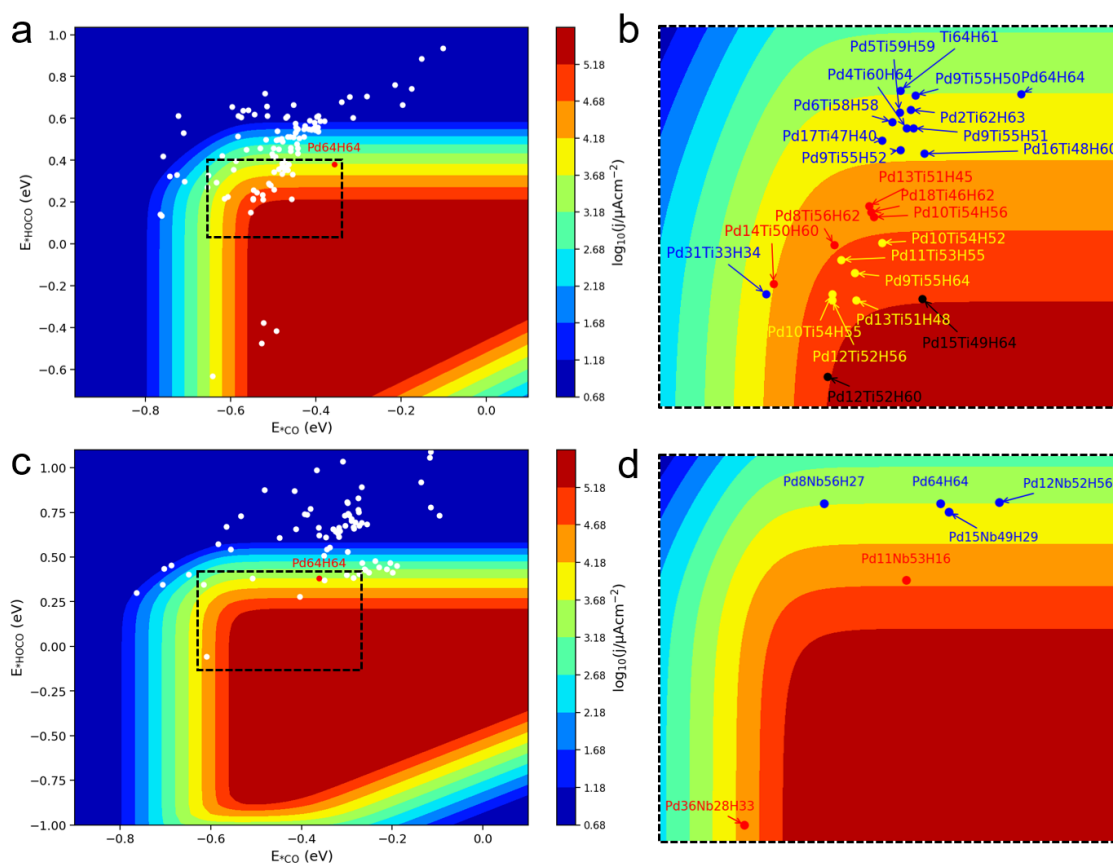 a
1.0
0.8
0.6
0.4
0.2
0.0
−0.2
−0.4
−0.6
E*HOCO (eV)
Pd64H64
−0.8
−0.6
−0.4
−0.2
0.0
E*CO (eV)
5.18
4.68
4.18
3.68
3.18
2.68
2.18
1.68
1.18
0.68
log10(j/μAcm−2)
b
Pd5Ti59H59
Ti64H61
Pd4Ti60H64
Pd9Ti55H50
Pd64H64
Pd6Ti58H58
Pd2Ti62H63
Pd17Ti47H40
Pd9Ti55H51
Pd9Ti55H52
Pd16Ti48H60
Pd13Ti51H45
Pd18Ti46H62
Pd8Ti56H62
Pd10Ti54H56
Pd14Ti50H60
Pd10Ti54H52
Pd31Ti33H34
Pd11Ti53H55
Pd9Ti55H64
Pd13Ti51H48
Pd10Ti54H55
Pd15Ti49H64
Pd12Ti52H56
Pd12Ti52H60
c
1.00
0.75
0.50
0.25
0.00
−0.25
−0.50
−0.75
−1.00
E*HOCO (eV)
Pd64H64
−0.8
−0.6
−0.4
−0.2
0.0
E*CO (eV)
5.18
4.68
4.18
3.68
3.18
2.68
2.18
1.68
1.18
0.68
log10(j/μAcm−2)
d
Pd8Nb56H27
Pd64H64
Pd12Nb52H56
Pd15Nb49H29
Pd11Nb53H16
Pd36Nb28H33